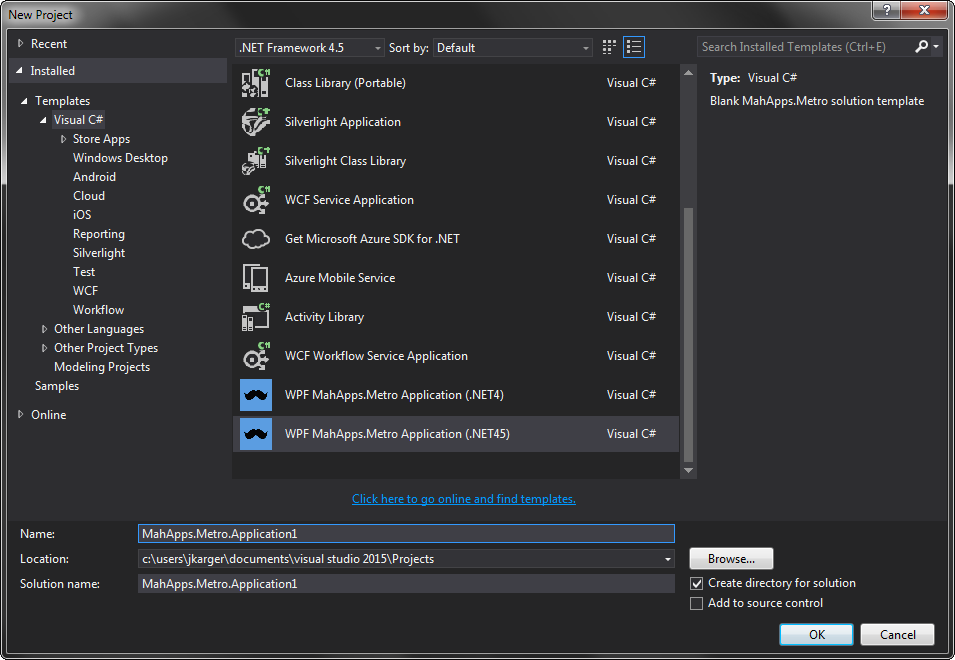 New Project
Recent
Installed
Templates
Visual C#
Store Apps
Windows Desktop
Android
Cloud
iOS
Reporting
Silverlight
Test
WCF
Workflow
Other Languages
Other Project Types
Modeling Projects
Samples
Online
.NET Framework 4.5 Sort by: Default
Class Library (Portable) Visual C#
Silverlight Application Visual C#
Silverlight Class Library Visual C#
WCF Service Application Visual C#
Get Microsoft Azure SDK for .NET Visual C#
Azure Mobile Service Visual C#
Activity Library Visual C#
WCF Workflow Service Application Visual C#
WPF MahApps.Metro Application (.NET4) Visual C#
WPF MahApps.Metro Application (.NET45) Visual C#
Click here to go online and find templates.
Search Installed Templates (Ctrl+E)
Type: Visual C#
Blank MahApps.Metro solution template
Name: MahApps.Metro.Application1
Location: c:\users\jkarger\documents\visual studio 2015\Projects
Browse...
Solution name: MahApps.Metro.Application1
Create directory for solution
Add to source control
OK Cancel